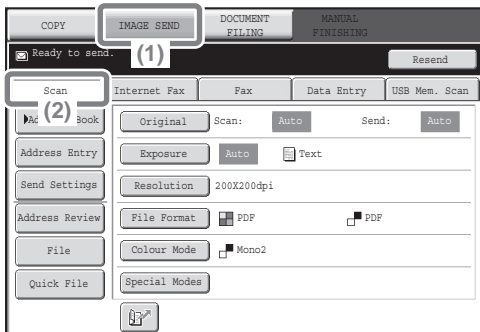 COPY
IMAGE SEND
DOCUMENT
FILING
MANUAL
FINISHING
Ready to send.
(1)
Resend
Scan
Internet Fax
Fax
Data Entry
USB Mem. Scan
(2)
Book
Original
Scan:
Auto
Send:
Auto
Address Entry
Exposure
Auto
Text
Send Settings
Resolution
200X200dpi
Address Review
File Format
PDF
PDF
File
Colour Mode
Mono2
Quick File
Special Modes